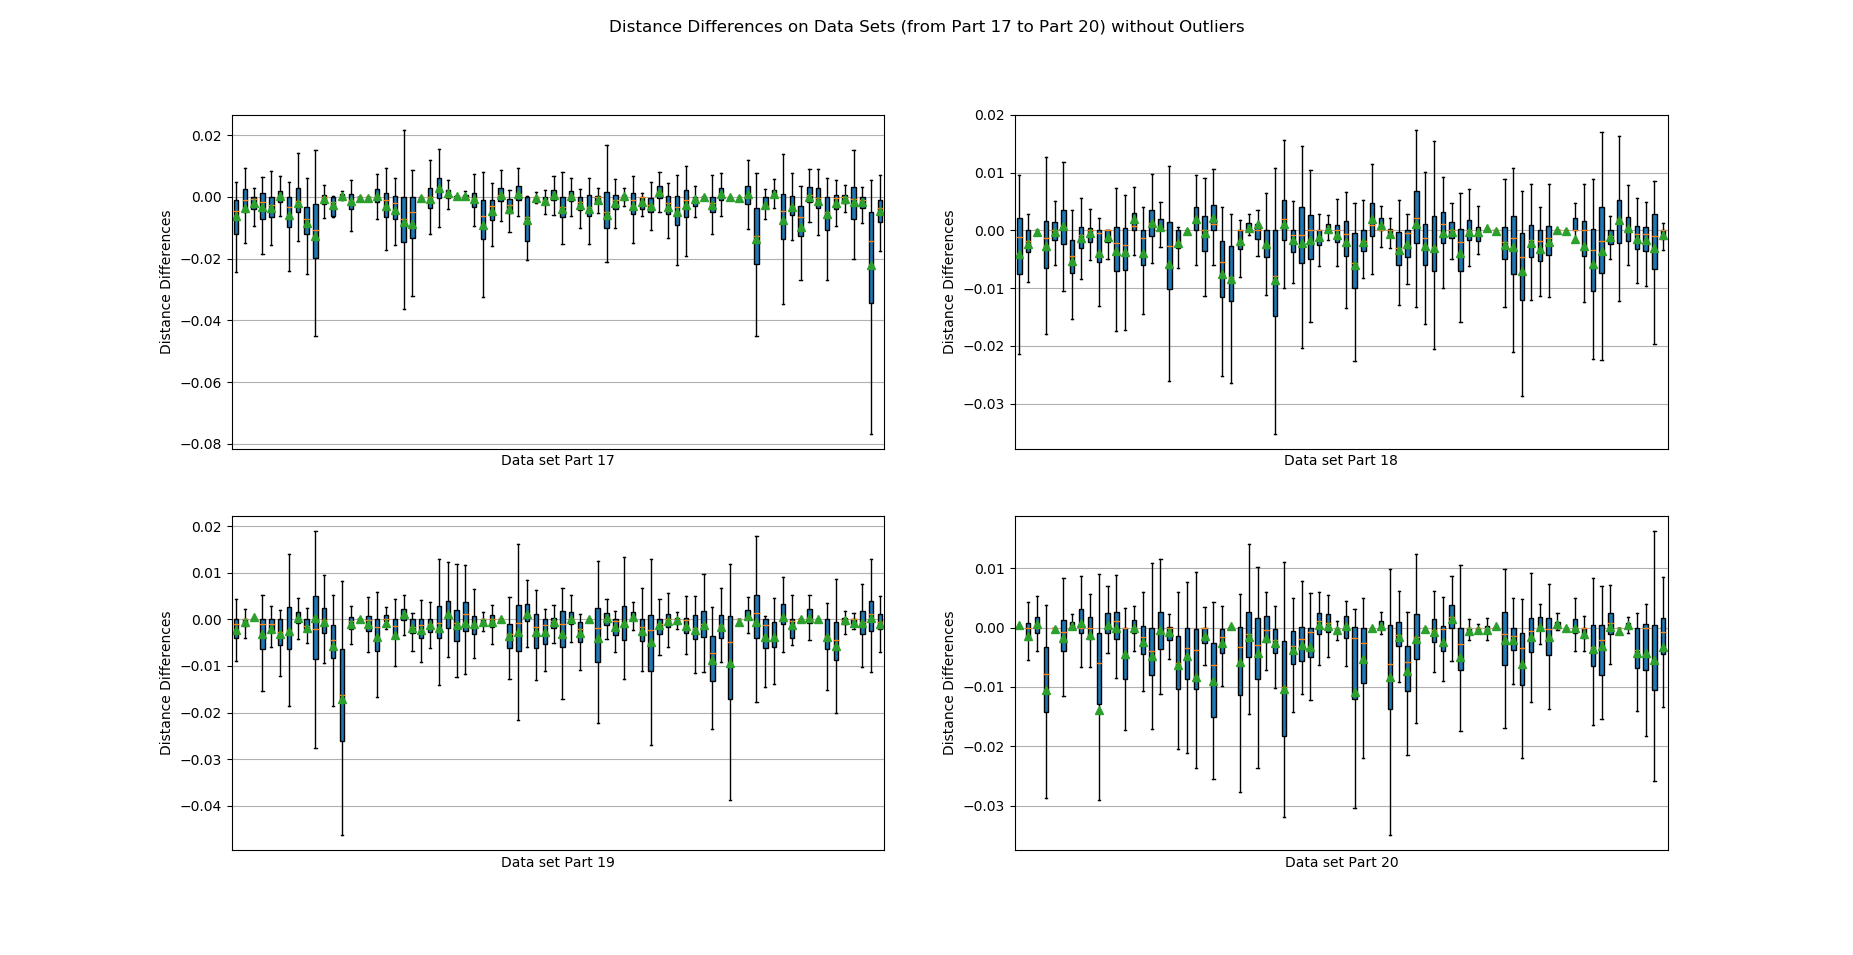 Distance Differences on Data Sets (from Part 17 to Part 20) without Outliers
0.02
0.00
−0.02
−0.04
−0.06
−0.08
Distance Differences
Data set Part 17
0.02
0.01
0.00
−0.01
−0.02
−0.03
Distance Differences
Data set Part 18
0.02
0.01
0.00
−0.01
−0.02
−0.03
−0.04
Distance Differences
Data set Part 19
0.01
0.00
−0.01
−0.02
−0.03
Distance Differences
Data set Part 20